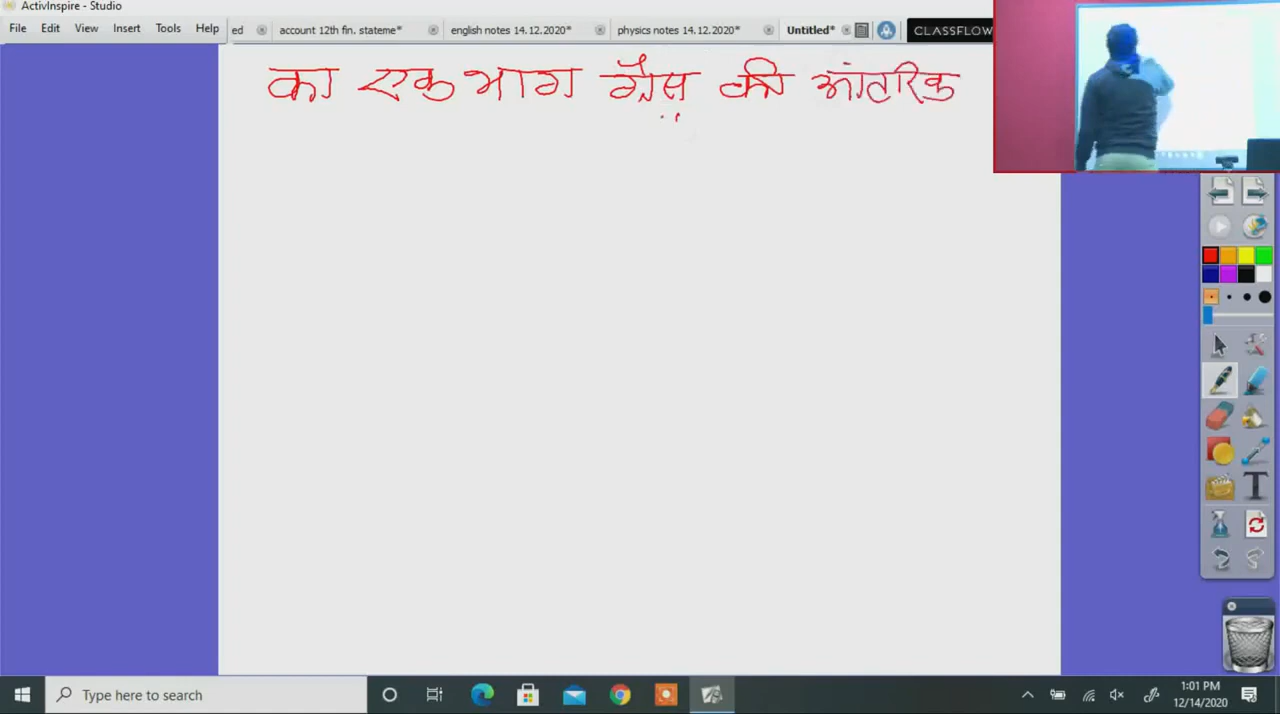 ActivInspire - Studio
File Edit View Insert Tools Help ed account 12th fin. stateme* english notes 14.12.2020* physics notes 14.12.2020* Untitled* CLASSFLOW
का एक भाग गैस की आंतरिक
T
Type here to search
1:01 PM
12/14/2020